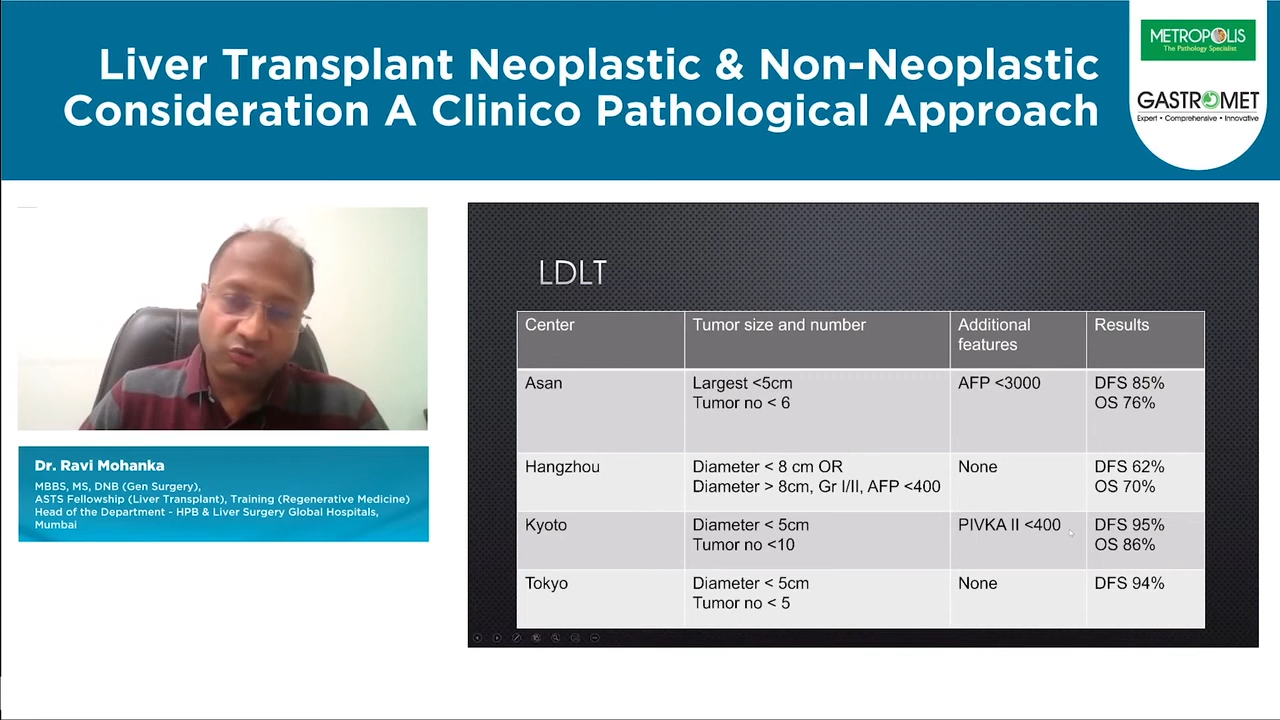 Liver Transplant Neoplastic & Non-Neoplastic
Consideration A Clinico Pathological Approach
METROPOLIS
The Pathology Specialist
GASTROMET
Expert • Comprehensive • Innovative
Dr. Ravi Mohanka
MBBS, MS, DNB (Gen Surgery),
ASTS Fellowship (Liver Transplant), Training (Regenerative Medicine)
Head of the Department - HPB & Liver Surgery Global Hospitals,
Mumbai
LDLT
Center
Tumor size and number
Additional
features
Results
Asan
Largest <5cm
Tumor no < 6
AFP <3000
DFS 85%
OS 76%
Hangzhou
Diameter < 8 cm OR
Diameter > 8cm, Gr I/II, AFP <400
None
DFS 62%
OS 70%
Kyoto
Diameter < 5cm
Tumor no <10
PIVKA II <400
DFS 95%
OS 86%
Tokyo
Diameter < 5cm
Tumor no < 5
None
DFS 94%